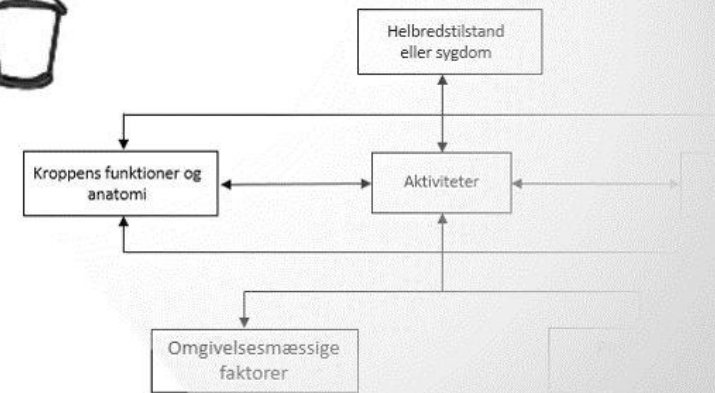 Helbredstilstand
eller sygdom
Kroppens funktioner og
anatomi
Aktiviteter
Omgivelsesmæssige
faktorer